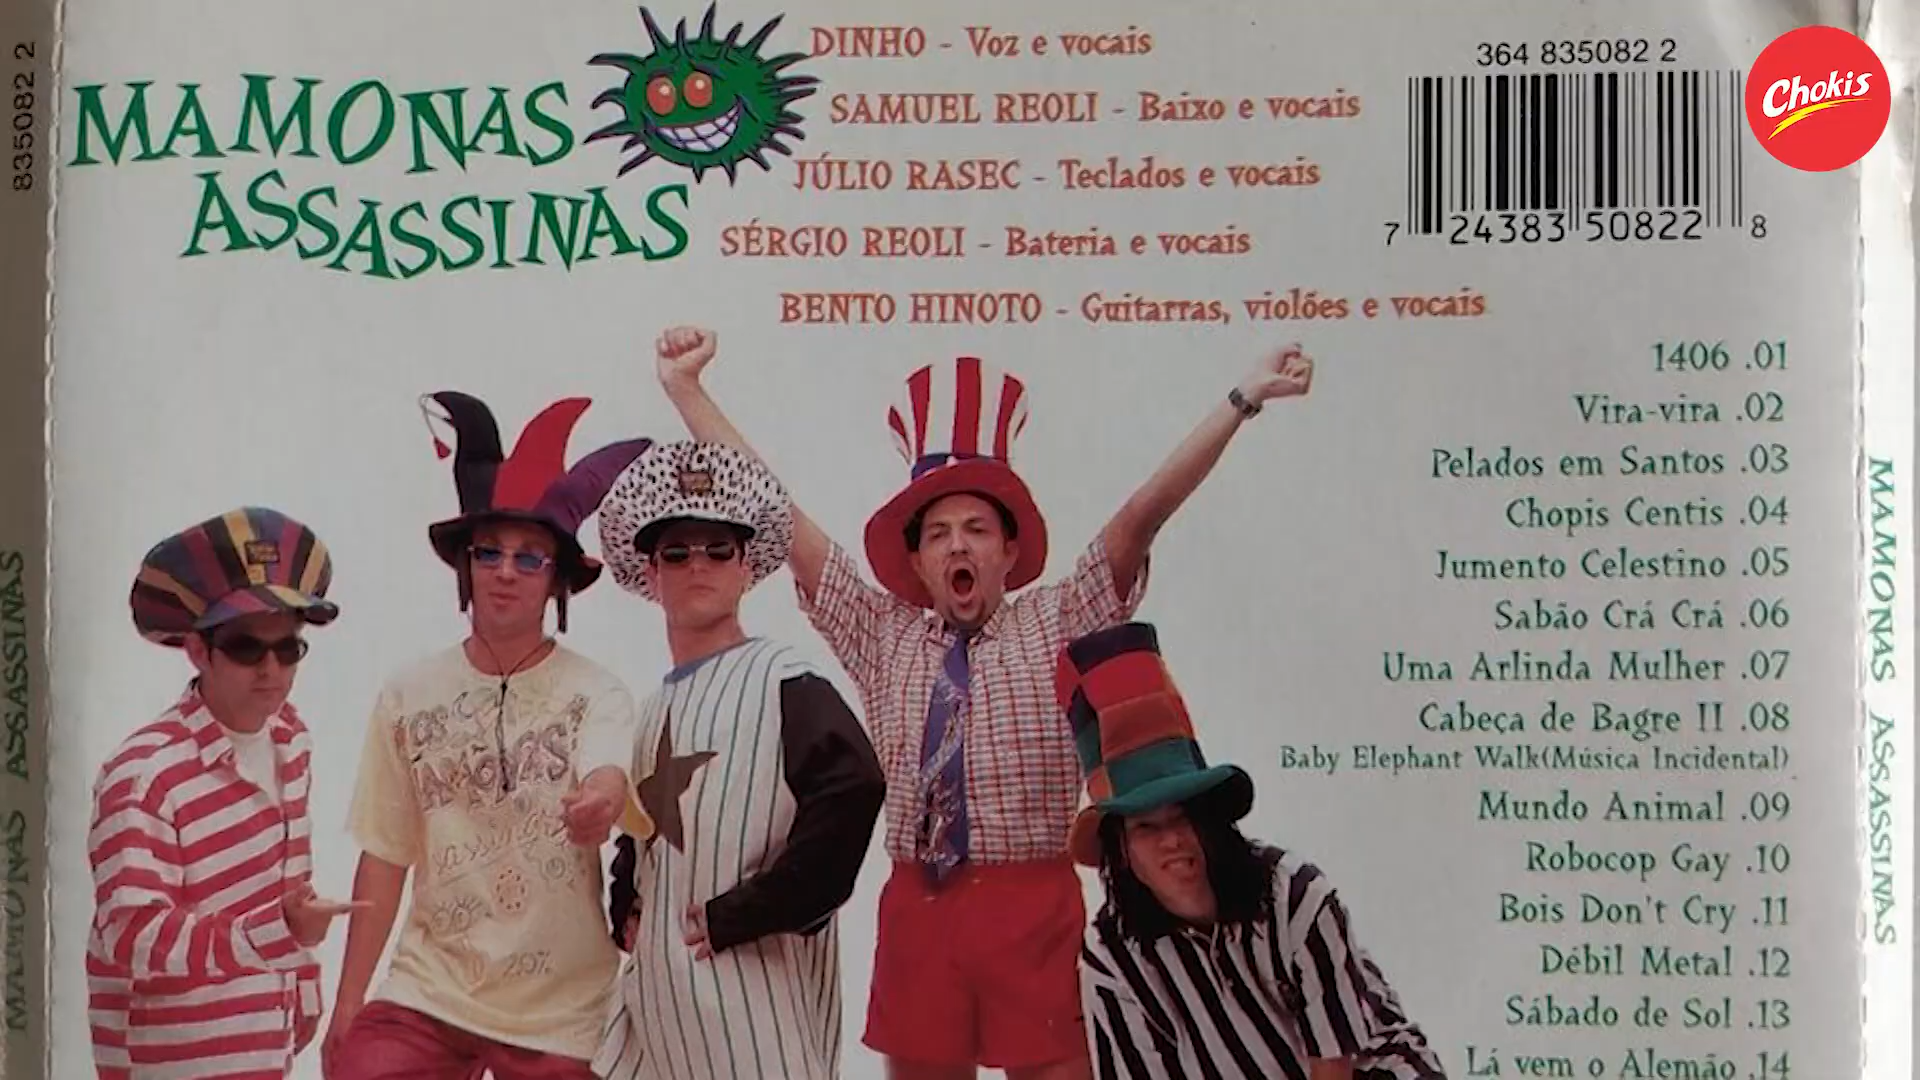 MAMONAS
ASSASSINAS
DINHO - Voz e vocais
SAMUEL REOLI - Baixo e vocais
JÚLIO RASEC - Teclados e vocais
SÉRGIO REOLI - Bateria e vocais
BENTO HINOTO - Guitarras, violões e vocais
364 835082 2
7 24383 50822 8
Chokis
1406 .01
Vira-vira .02
Pelados em Santos .03
Chopis Centis .04
Jumento Celestino .05
Sabão Crá Crá .06
Uma Arlinda Mulher .07
Cabeça de Bagre II .08
Baby Elephant Walk(Música Incidental)
Mundo Animal .09
Robocop Gay .10
Bois Don't Cry .11
Débil Metal .12
Sábado de Sol .13
Lá vem o Alemão .14
835082 2
MAMONAS ASSASSINAS
MAMONAS ASSASSINAS
20%